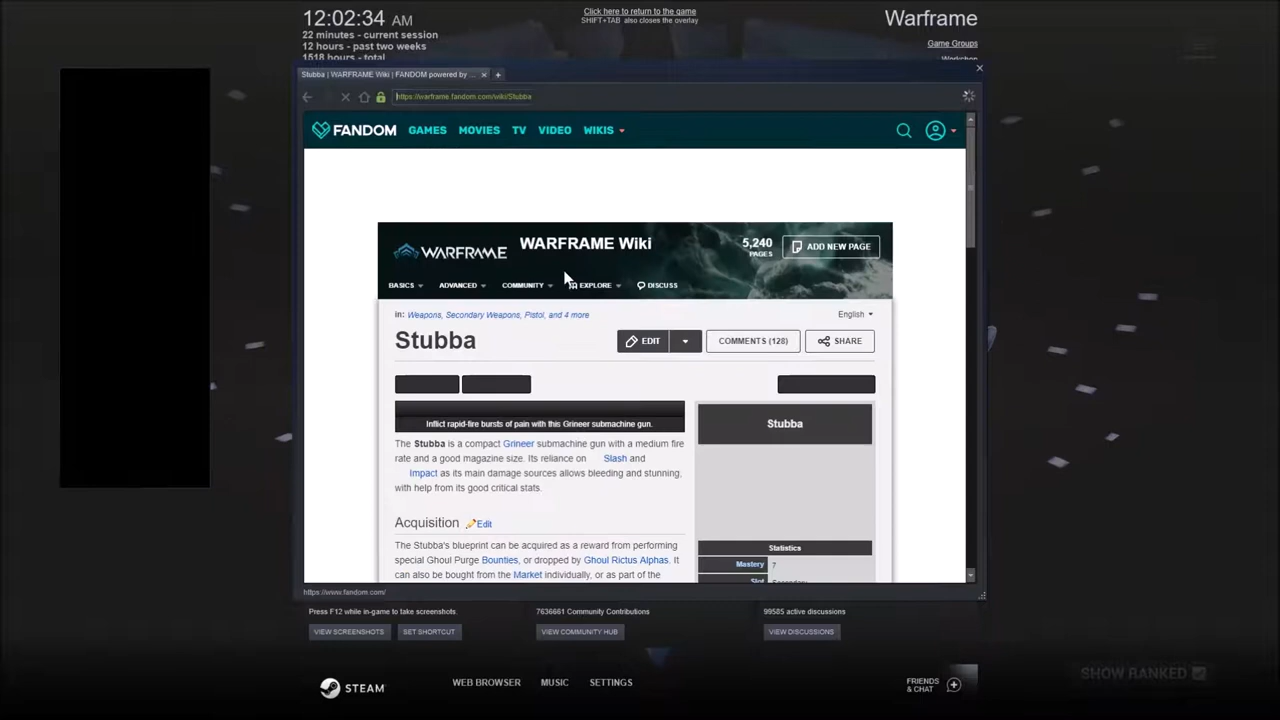 12:02:34 AM
22 minutes - current session
12 hours - past two weeks
1518 hours - total
Click here to return to the game
SHIFT+TAB also closes the overlay
Warframe
Game Groups
Workshop
Stubba | WARFRAME Wiki | FANDOM powered by ...
https://warframe.fandom.com/wiki/Stubba
FANDOM GAMES MOVIES TV VIDEO WIKIS
WARFRAME WARFRAME Wiki
5,240
PAGES
ADD NEW PAGE
BASICS ADVANCED COMMUNITY EXPLORE DISCUSS
in: Weapons, Secondary Weapons, Pistol, and 4 more
English
Stubba
EDIT COMMENTS (128) SHARE
Inflict rapid-fire bursts of pain with this Grineer submachine gun.
The Stubba is a compact Grineer submachine gun with a medium fire
rate and a good magazine size. Its reliance on Slash and
Impact as its main damage sources allows bleeding and stunning,
with help from its good critical stats.
Acquisition Edit
The Stubba's blueprint can be acquired as a reward from performing
special Ghoul Purge Bounties, or dropped by Ghoul Rictus Alphas. It
can also be bought from the Market individually, or as part of the
Stubba
Statistics
Mastery 7
Slot Secondary
https://www.fandom.com/
Press F12 while in-game to take screenshots.
VIEW SCREENSHOTS SET SHORTCUT
7636661 Community Contributions
VIEW COMMUNITY HUB
99585 active discussions
VIEW DISCUSSIONS
SHOW RANKED
STEAM
WEB BROWSER MUSIC SETTINGS
FRIENDS
& CHAT